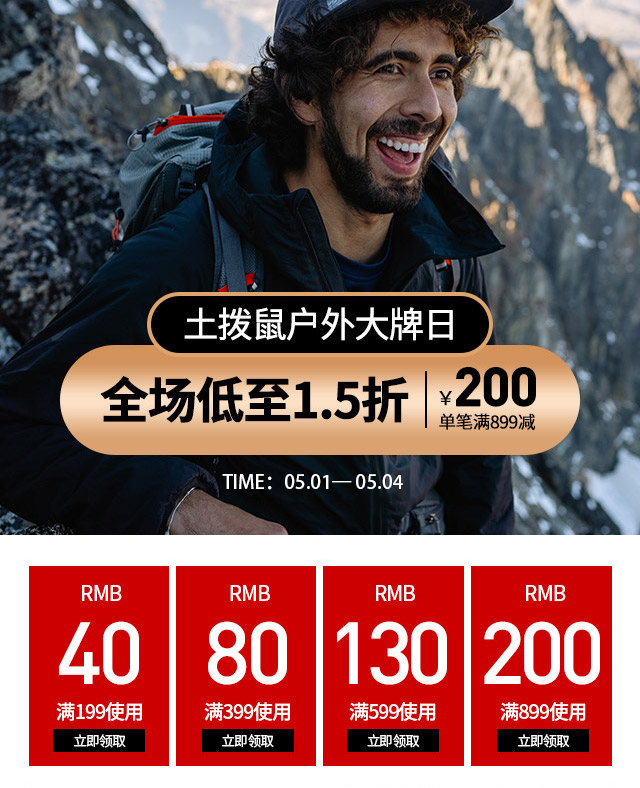 土拨鼠户外大牌日
全场低至1.5折
¥200
单笔满899减
TIME：05.01—05.04
RMB
40
满199使用
立即领取
RMB
80
满399使用
立即领取
RMB
130
满599使用
立即领取
RMB
200
满899使用
立即领取